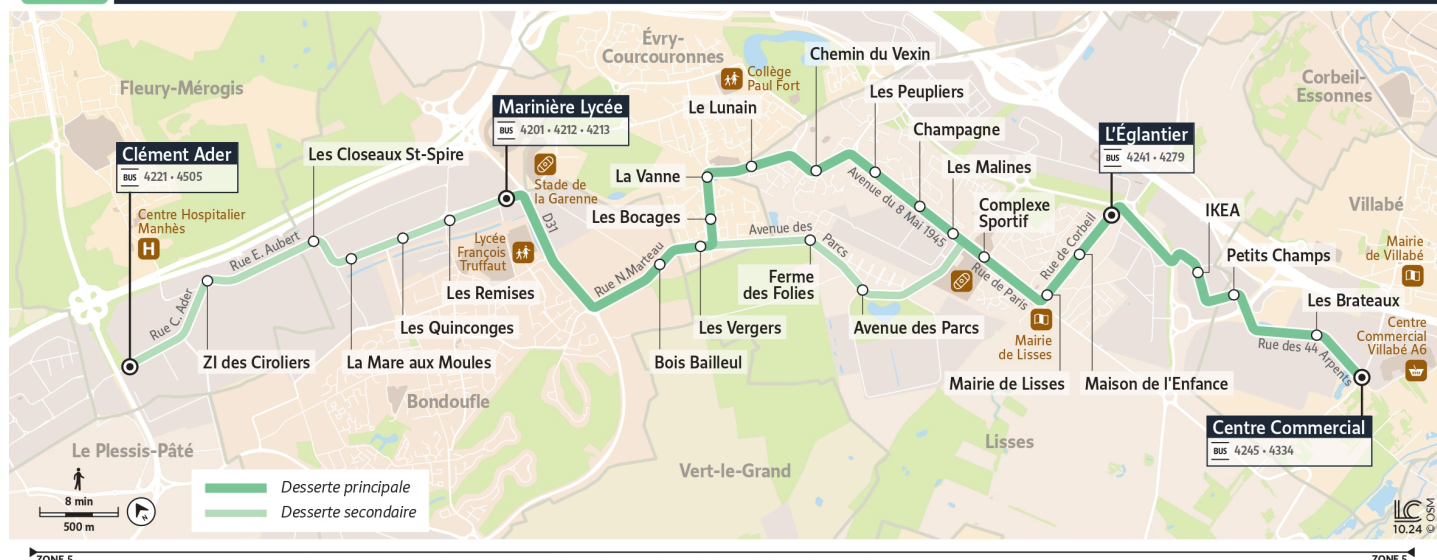 Évry-
Courcouronnes
Chemin du Vexin
Collège
Paul Fort
Corbeil-
Essonnes
Fleury-Mérogis
Les Peupliers
Marinière Lycée
BUS 4201 • 4212 • 4213
Le Lunain
Champagne
L'Églantier
BUS 4241 • 4279
Clément Ader
BUS 4221 • 4505
Les Closeaux St-Spire
Les Malines
La Vanne
Stade de
la Garenne
Avenue du 8 Mai 1945
Complexe
Sportif
IKEA
Villabé
Centre Hospitalier
Manhès
H
Les Bocages
D31
Avenue des Parcs
Rue de Corbeil
Lycée
François
Truffaut
Rue E. Aubert
Rue N.Marteau
Rue de Paris
Petits Champs
Mairie
de Villabé
Ferme
des Folies
Les Remises
Les Brateaux
Rue C. Ader
Les Quinconges
Les Vergers
Avenue des Parcs
Mairie
de Lisses
Centre
Commercial
Villabé A6
Rue des 44 Arpents
ZI des Ciroliers
La Mare aux Moules
Bois Bailleul
Mairie de Lisses
Maison de l'Enfance
Bondoufle
Centre Commercial
BUS 4245 • 4334
Le Plessis-Pâté
Lisses
Vert-le-Grand
8 min
500 m
Desserte principale
Desserte secondaire
LC
10.24
© OSM
ZONE 5
ZONE 5